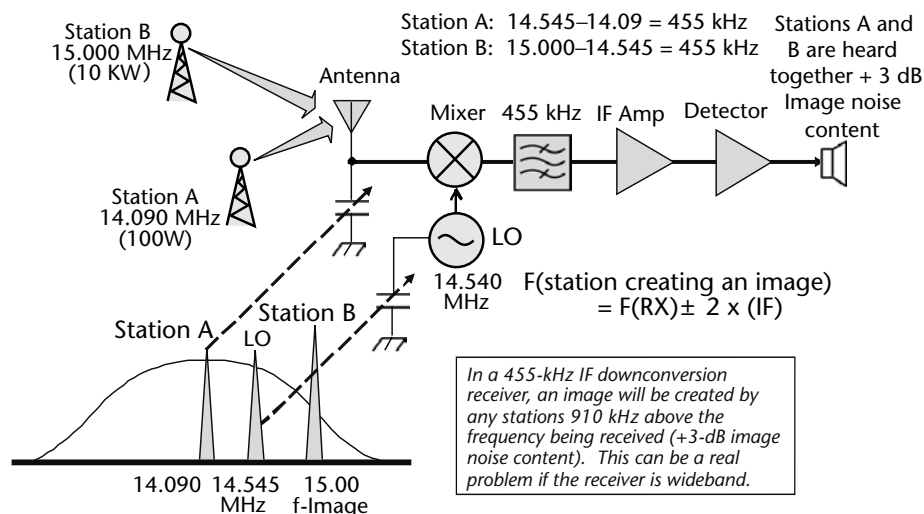 Station B
15.000 MHz
(10 KW)
Station A: 14.545–14.09 = 455 kHz
Station B: 15.000–14.545 = 455 kHz
Stations A and
B are heard
together + 3 dB
Image noise
content
Antenna
Mixer
455 kHz
IF Amp
Detector
Station A
14.090 MHz
(100W)
LO
14.540
MHz
F(station creating an image)
= F(RX)± 2 x (IF)
Station A
LO
Station B
In a 455-kHz IF downconversion
receiver, an image will be created by
any stations 910 kHz above the
frequency being received (+3-dB image
noise content). This can be a real
problem if the receiver is wideband.
14.090
14.545
MHz
15.00
f-Image